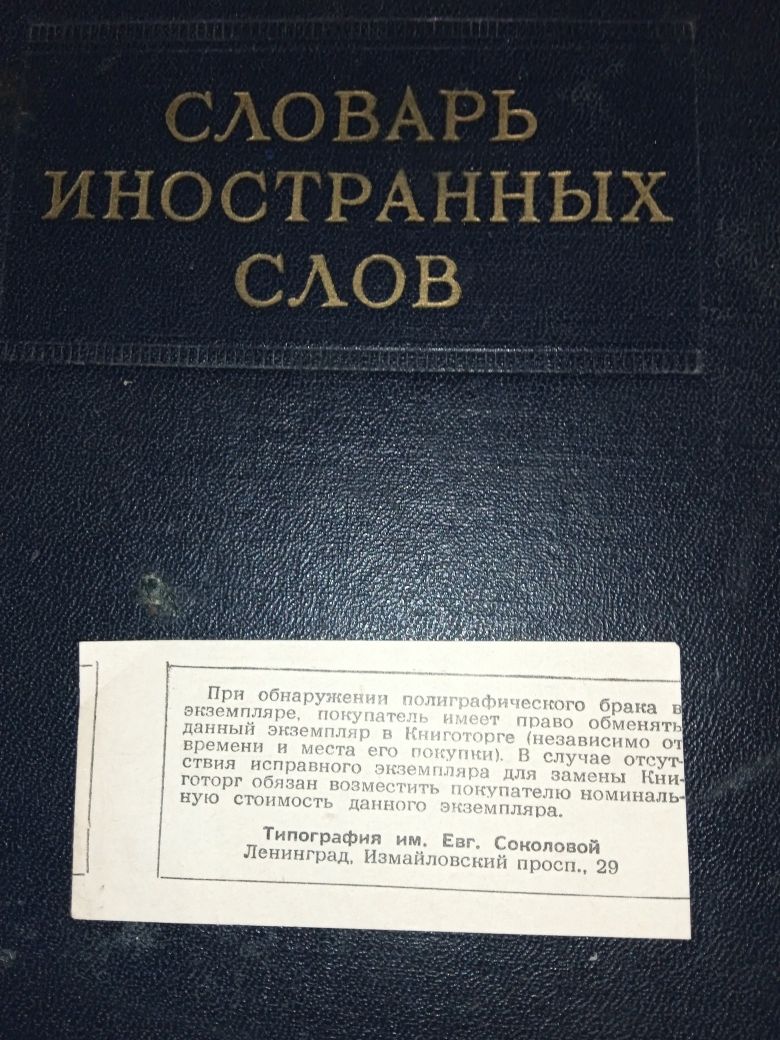 СЛОВАРЬ
ИНОСТРАННЫХ
СЛОВ
При обнаружении полиграфического брака в
экземпляре, покупатель имеет право обменять
данный экземпляр в Книготорге (независимо от
времени и места его покупки). В случае отсут-
ствия исправного экземпляра для замены Кни-
готорг обязан возместить покупателю номиналь-
ную стоимость данного экземпляра.
Типография им. Евг. Соколовой
Ленинград, Измайловский просп., 29